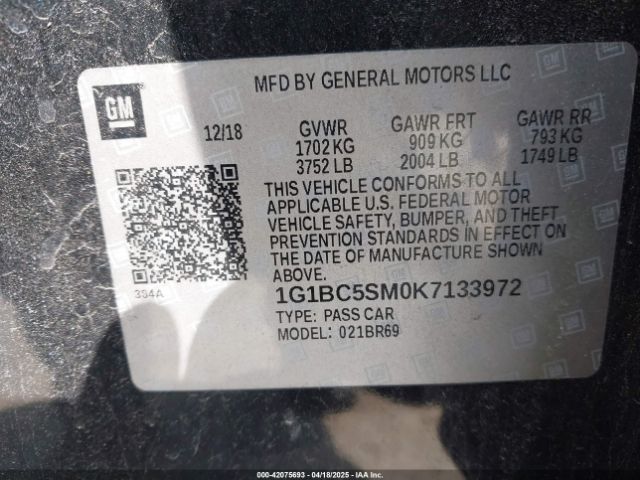 GM
MFD BY GENERAL MOTORS LLC
12/18
GVWR
1702 KG
3752 LB
GAWR FRT
909 KG
2004 LB
GAWR RR
793 KG
1749 LB
THIS VEHICLE CONFORMS TO ALL
APPLICABLE U.S. FEDERAL MOTOR
VEHICLE SAFETY, BUMPER, AND THEFT
PREVENTION STANDARDS IN EFFECT ON
THE DATE OF MANUFACTURE SHOWN
ABOVE.
394A
1G1BC5SM0K7133972
TYPE: PASS CAR
MODEL: 021BR69
000-42075693 - 04/18/2025 - IAAI, Inc.